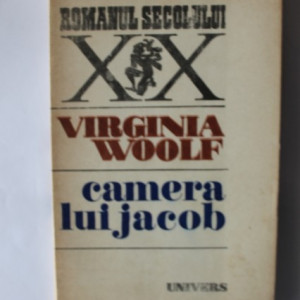 ROMANUL SECOLULUI
XX
VIRGINIA
WOOLF
camera
lui jacob
UNIVERS